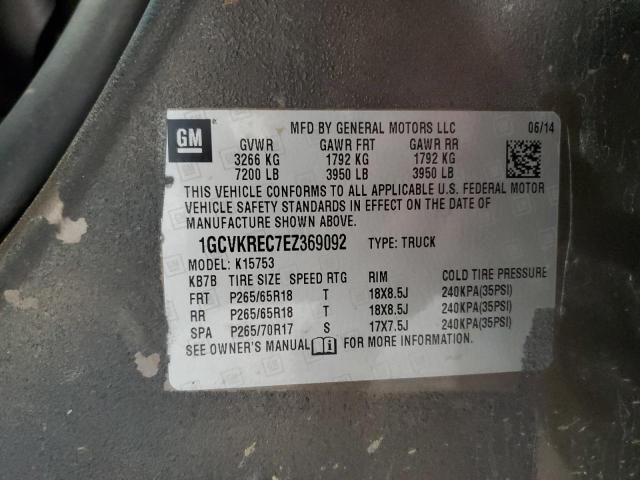 GM
MFD BY GENERAL MOTORS LLC 06/14
GVWR GAWR FRT GAWR RR
3266 KG 1792 KG 1792 KG
7200 LB 3950 LB 3950 LB
THIS VEHICLE CONFORMS TO ALL APPLICABLE U.S. FEDERAL MOTOR
VEHICLE SAFETY STANDARDS IN EFFECT ON THE DATE OF
MANUFACTURE SHOWN ABOVE.
1GCVKREC7EZ369092 TYPE: TRUCK
MODEL: K15753
KB7B TIRE SIZE SPEED RTG RIM COLD TIRE PRESSURE
FRT P265/65R18 T 18X8.5J 240KPA(35PSI)
RR P265/65R18 T 18X8.5J 240KPA(35PSI)
SPA P265/70R17 S 17X7.5J 240KPA(35PSI)
SEE OWNER'S MANUAL FOR MORE INFORMATION.